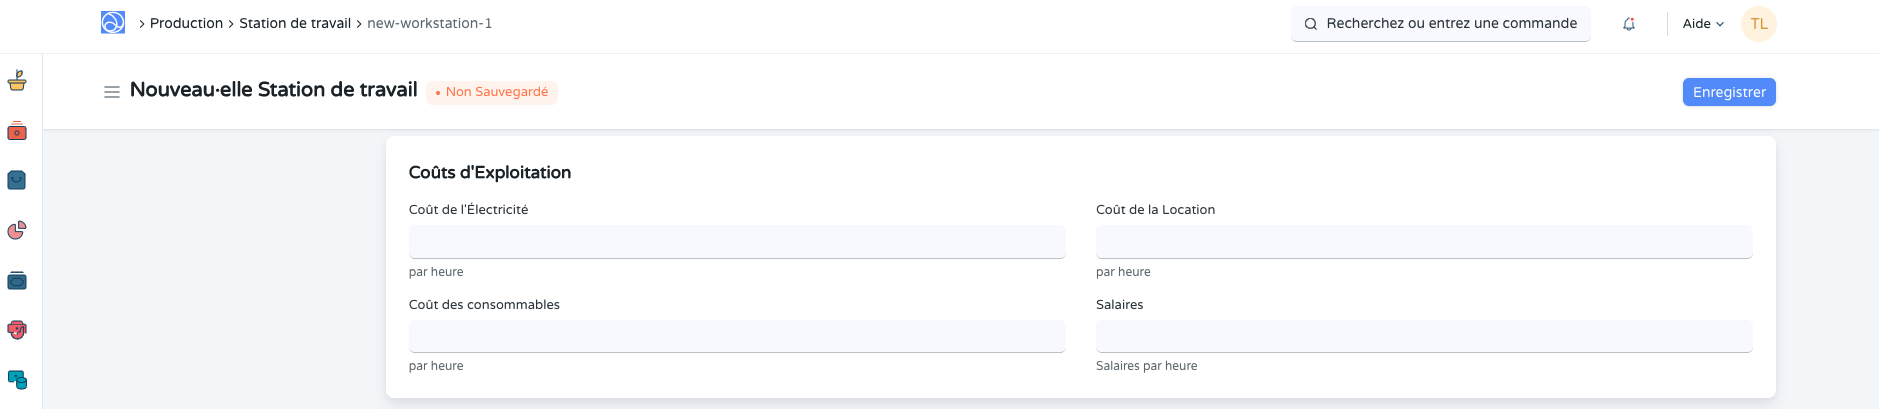 Production Station de travail new-workstation-1
Recherchez ou entrez une commande
Aide
TL
Nouveau·elle Station de travail
Non Sauvegardé
Enregistrer
Coûts d'Exploitation
Coût de l'Électricité
par heure
Coût de la Location
par heure
Coût des consommables
par heure
Salaires
Salaires par heure